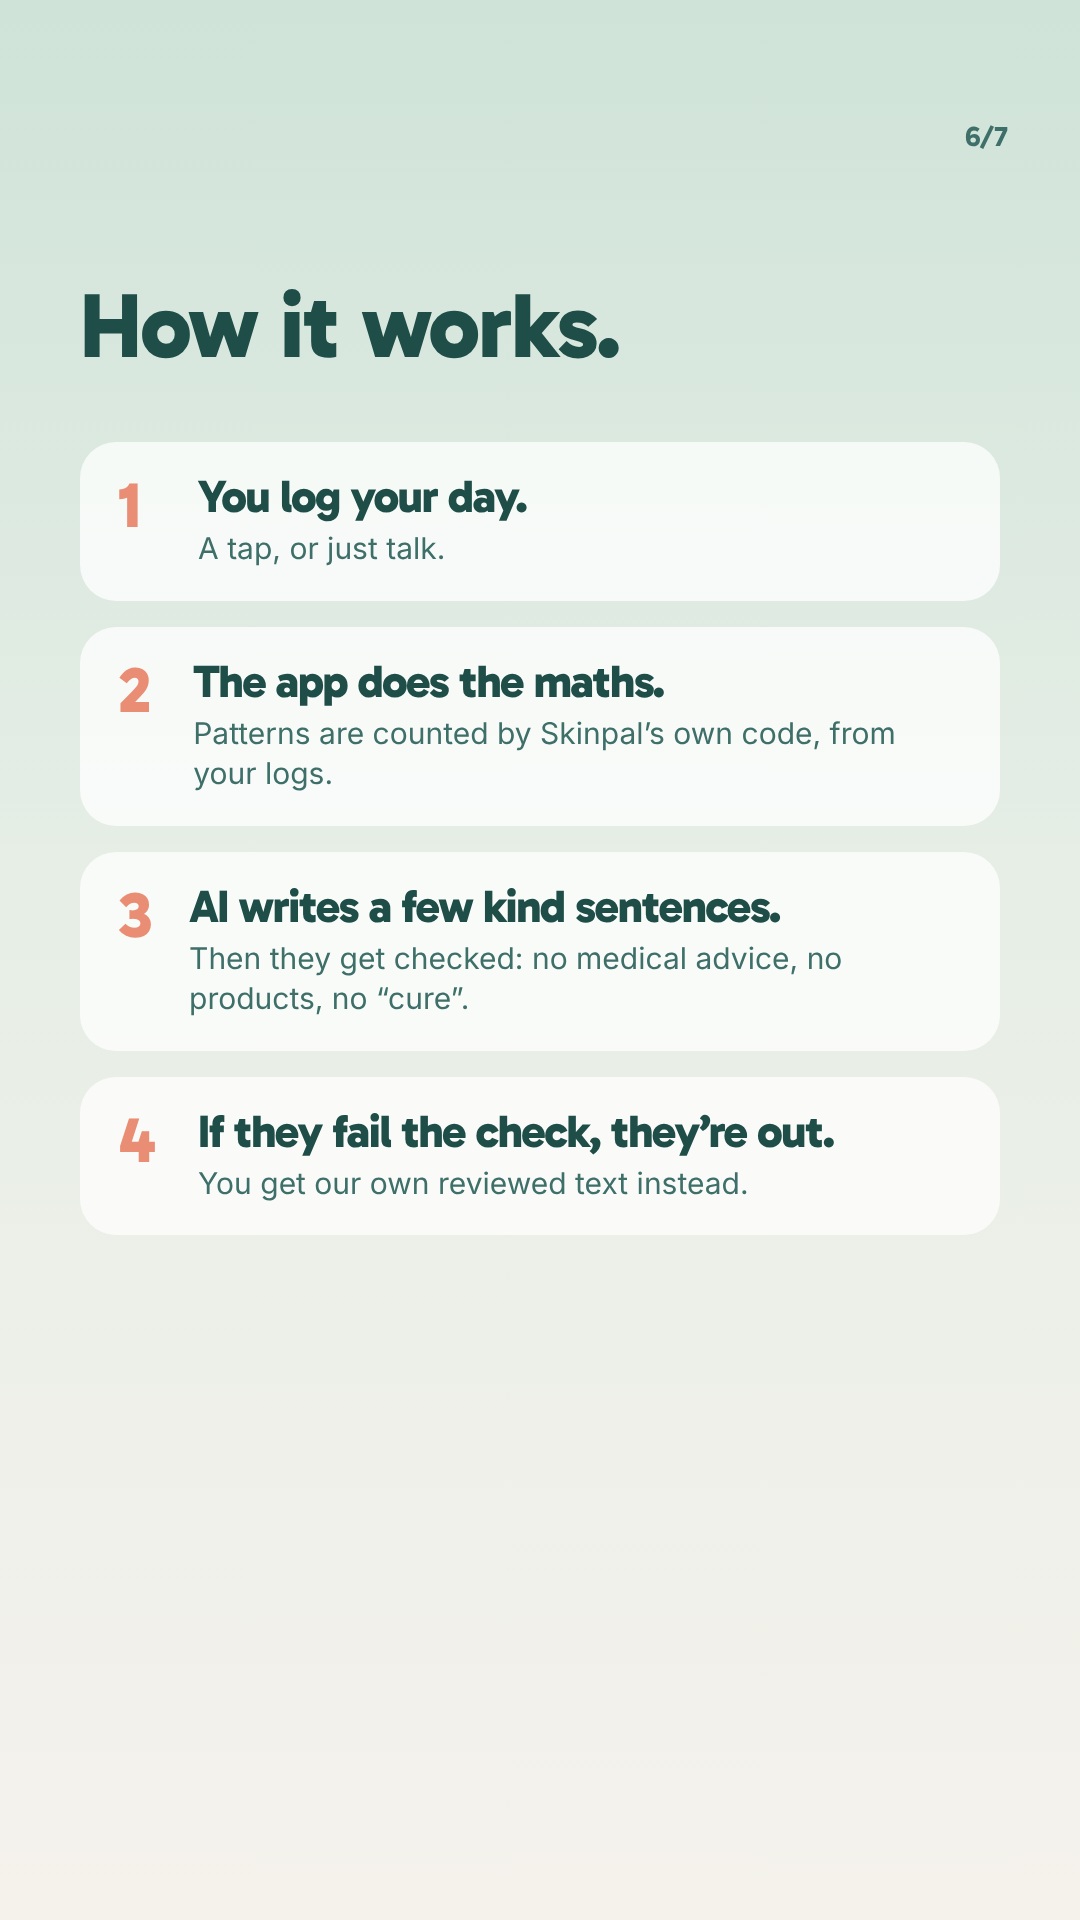 6/7
How it works.
1
You log your day.
A tap, or just talk.
2
The app does the maths.
Patterns are counted by Skinpal’s own code, from
your logs.
3
AI writes a few kind sentences.
Then they get checked: no medical advice, no
products, no “cure”.
4
If they fail the check, they’re out.
You get our own reviewed text instead.